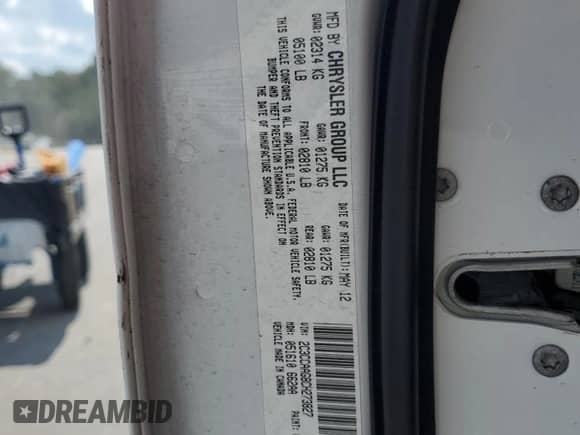 MFD BY CHRYSLER GROUP LLC
DATE OF MFR(BUILT): MAY 12
GVWR: 02314 KG
GAWR: 01275 KG
GAWR: 01275 KG
05100 LB
FRONT: 02810 LB
REAR: 02810 LB
THIS VEHICLE CONFORMS TO ALL APPLICABLE U.S.A. FEDERAL MOTOR VEHICLE SAFETY,
BUMPER AND THEFT PREVENTION STANDARDS IN EFFECT ON
THE DATE OF MANUFACTURE SHOWN ABOVE.
VIN: 2C3CCAAG8CH273827
MDH: 051610 662AA
VEHICLE MADE IN CANADA
PAINT:
DREAMBID